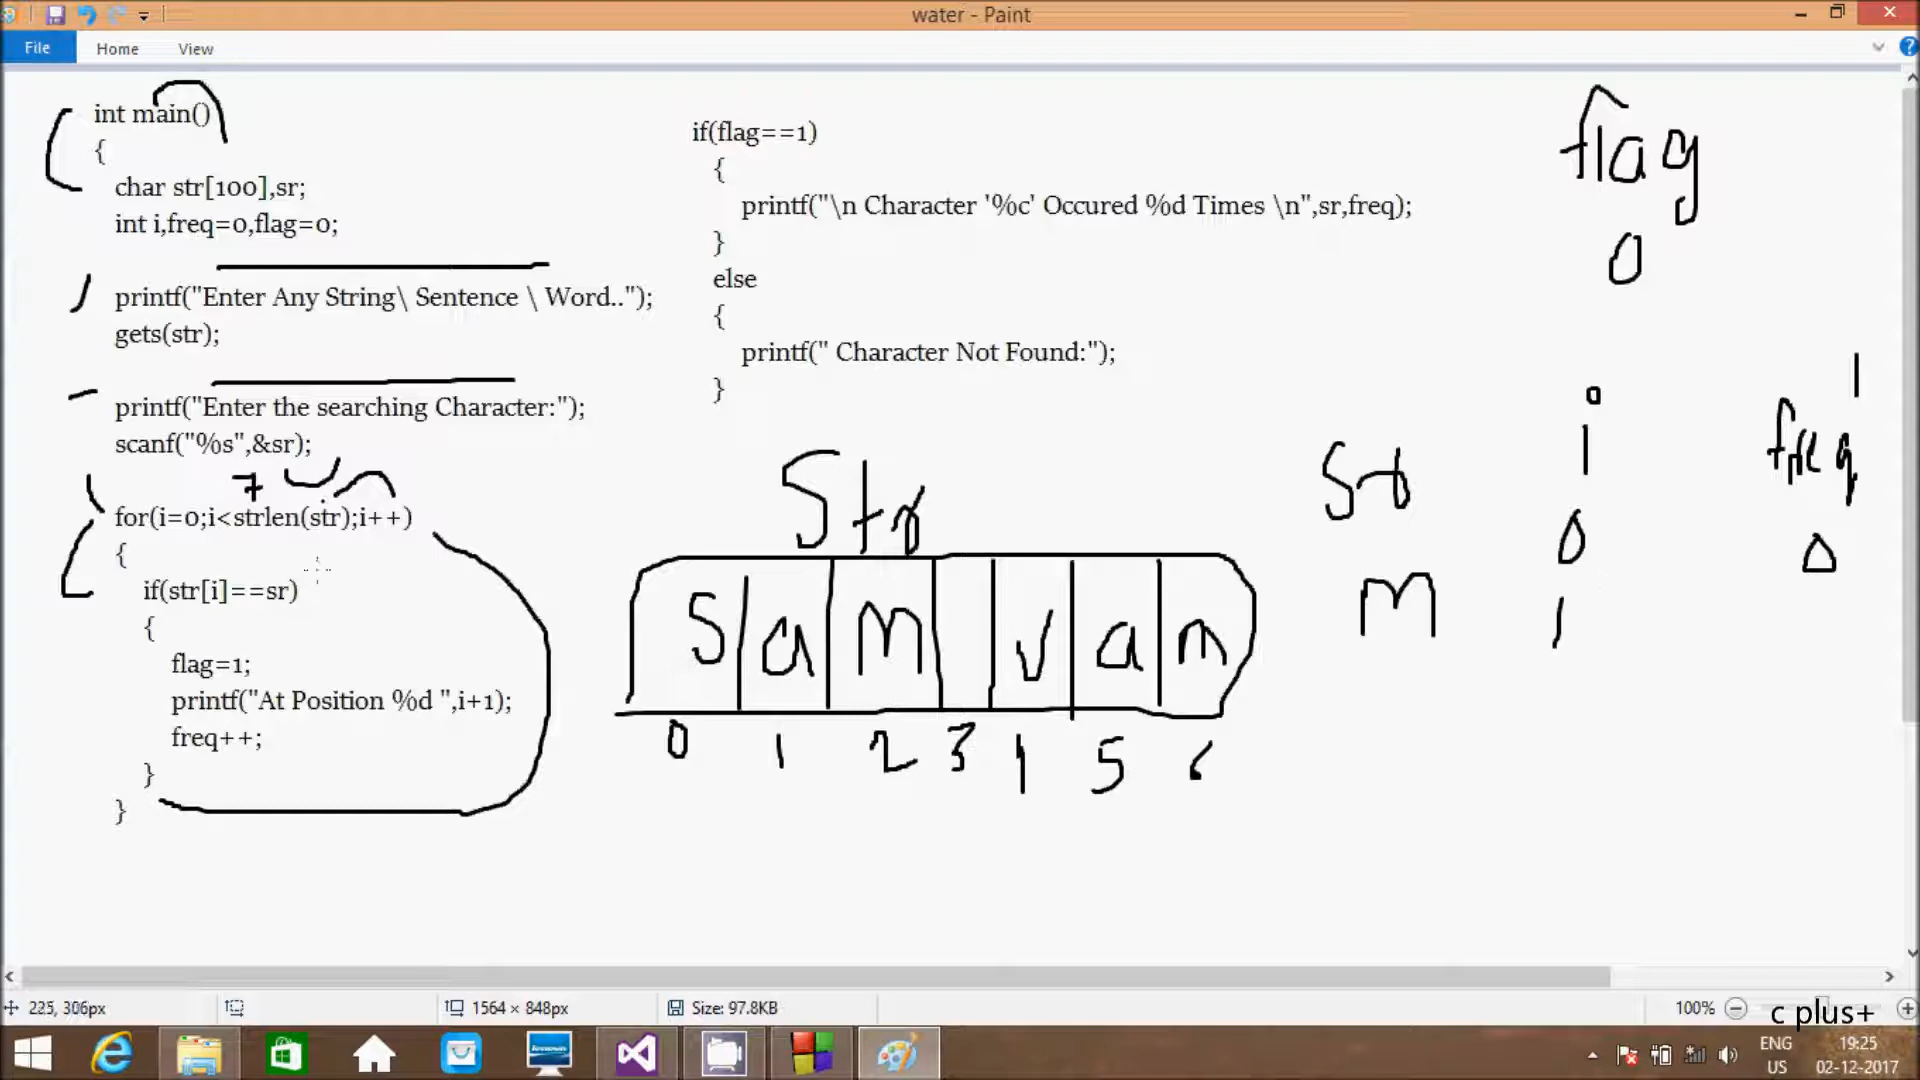 water - Paint
File Home View
int main()
{
char str[100],sr;
int i,freq=0,flag=0;
printf("Enter Any String\ Sentence \ Word..");
gets(str);
printf("Enter the searching Character:");
scanf("%s",&sr);
7
for(i=0;i<strlen(str);i++)
{
if(str[i]==sr)
{
flag=1;
printf("At Position %d ",i+1);
freq++;
}
}
if(flag==1)
{
printf("\n Character '%c' Occured %d Times \n",sr,freq);
}
else
{
printf(" Character Not Found:");
}
flag
0
Str
s a m v a n
0 1 2 3 4 5 6
m
i
0
1
1
freq
0
225, 306px 1564 × 848px Size: 97.8KB 100%
c plus+
ENG 19:25
US 02-12-2017